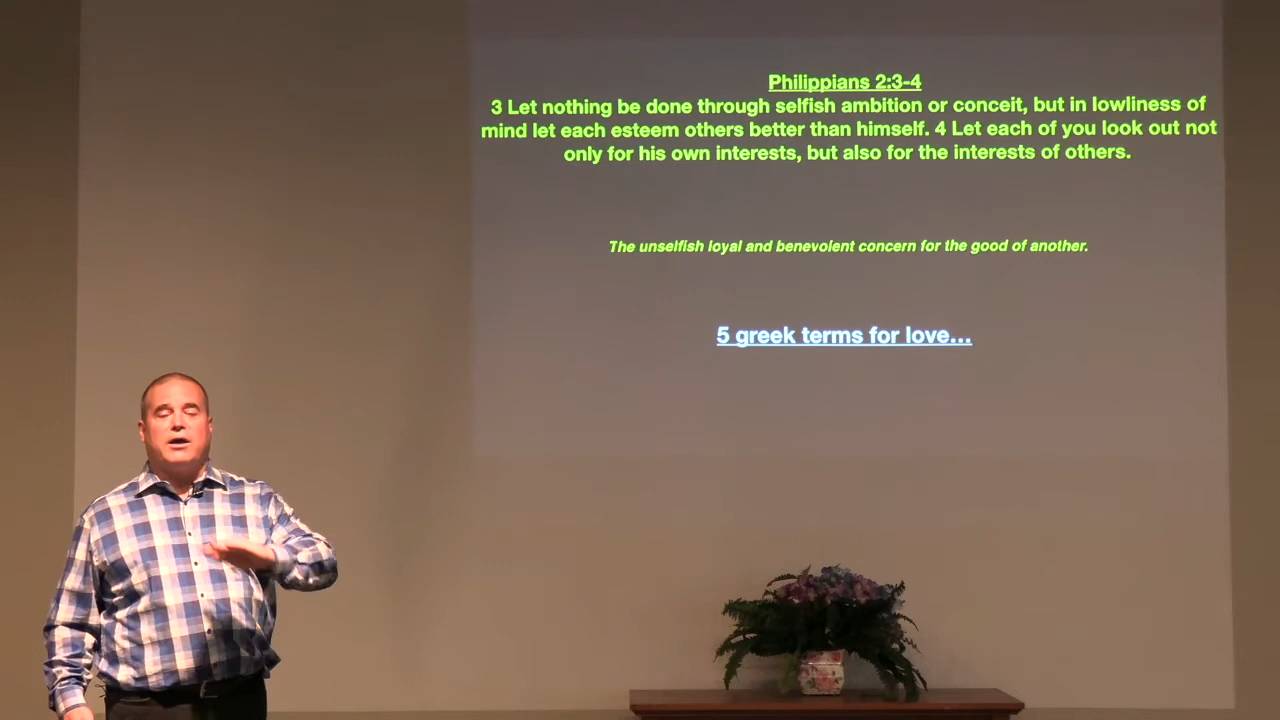 Philippians 2:3-4
3 Let nothing be done through selfish ambition or conceit, but in lowliness of
mind let each esteem others better than himself. 4 Let each of you look out not
only for his own interests, but also for the interests of others.
The unselfish loyal and benevolent concern for the good of another.
5 greek terms for love...